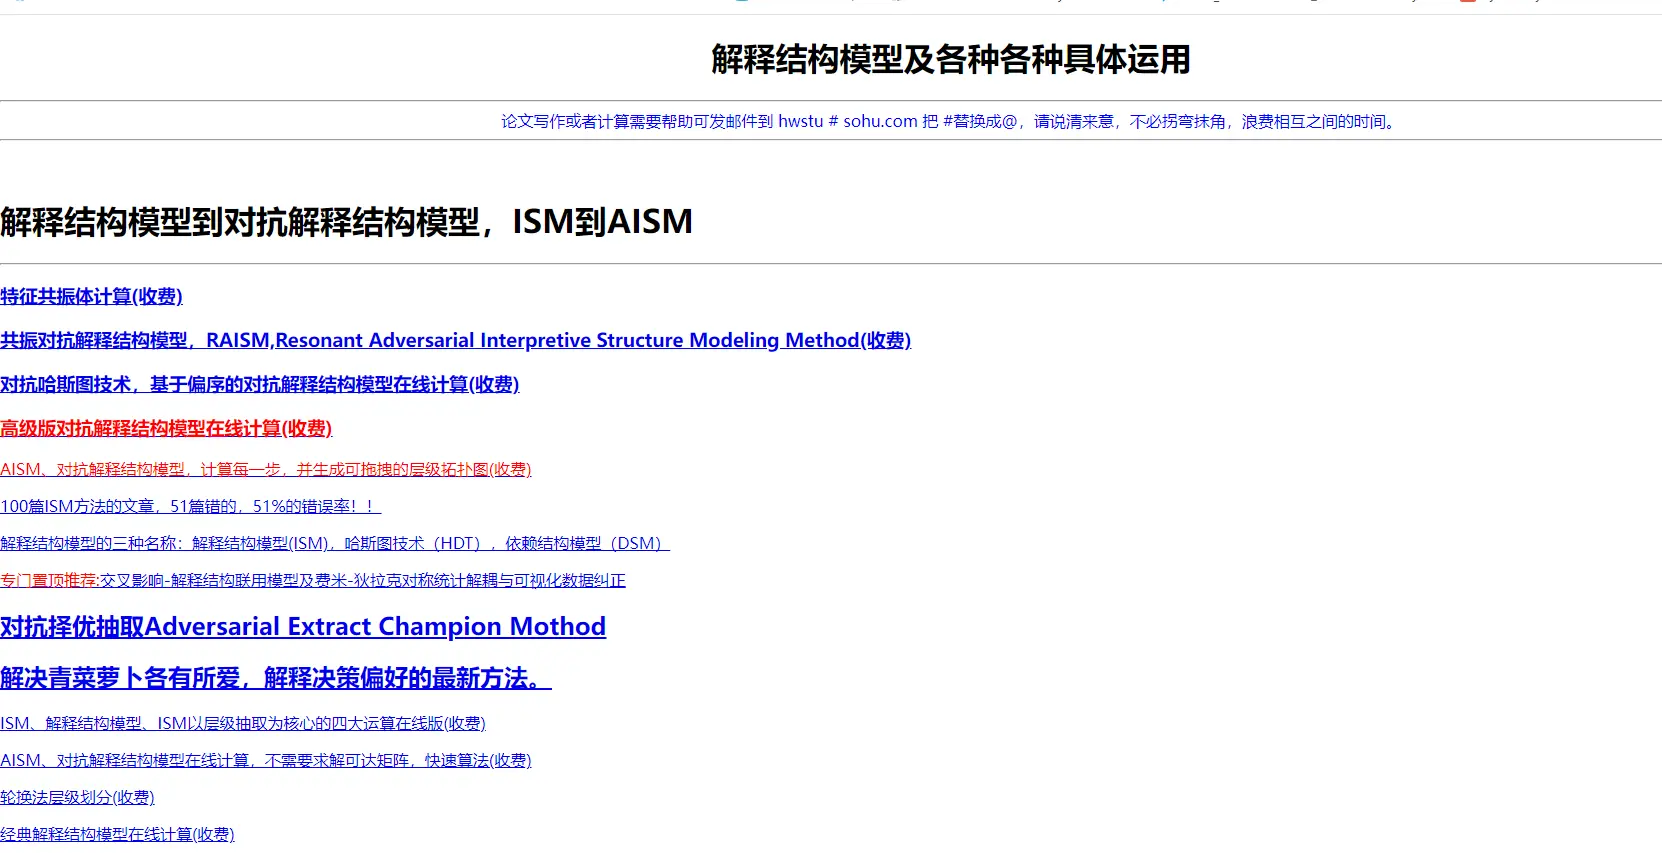 解释结构模型及各种各种具体运用
论文写作或者计算需要帮助可发邮件到 hwstu # sohu.com 把 #替换成@，请说清来意，不必拐弯抹角，浪费相互之间的时间。
解释结构模型到对抗解释结构模型，ISM到AISM
特征共振体计算(收费)
共振对抗解释结构模型，RAISM,Resonant Adversarial Interpretive Structure Modeling Method(收费)
对抗哈斯图技术，基于偏序的对抗解释结构模型在线计算(收费)
高级版对抗解释结构模型在线计算(收费)
AISM、对抗解释结构模型，计算每一步，并生成可拖拽的层级拓扑图(收费)
100篇ISM方法的文章，51篇错的，51%的错误率！！
解释结构模型的三种名称：解释结构模型(ISM)，哈斯图技术（HDT），依赖结构模型（DSM）
专门置顶推荐:交叉影响-解释结构联用模型及费米-狄拉克对称统计解耦与可视化数据纠正
对抗择优抽取Adversarial Extract Champion Mothod
解决青菜萝卜各有所爱，解释决策偏好的最新方法。
ISM、解释结构模型、ISM以层级抽取为核心的四大运算在线版(收费)
AISM、对抗解释结构模型在线计算，不需要求解可达矩阵，快速算法(收费)
轮换法层级划分(收费)
经典解释结构模型在线计算(收费)